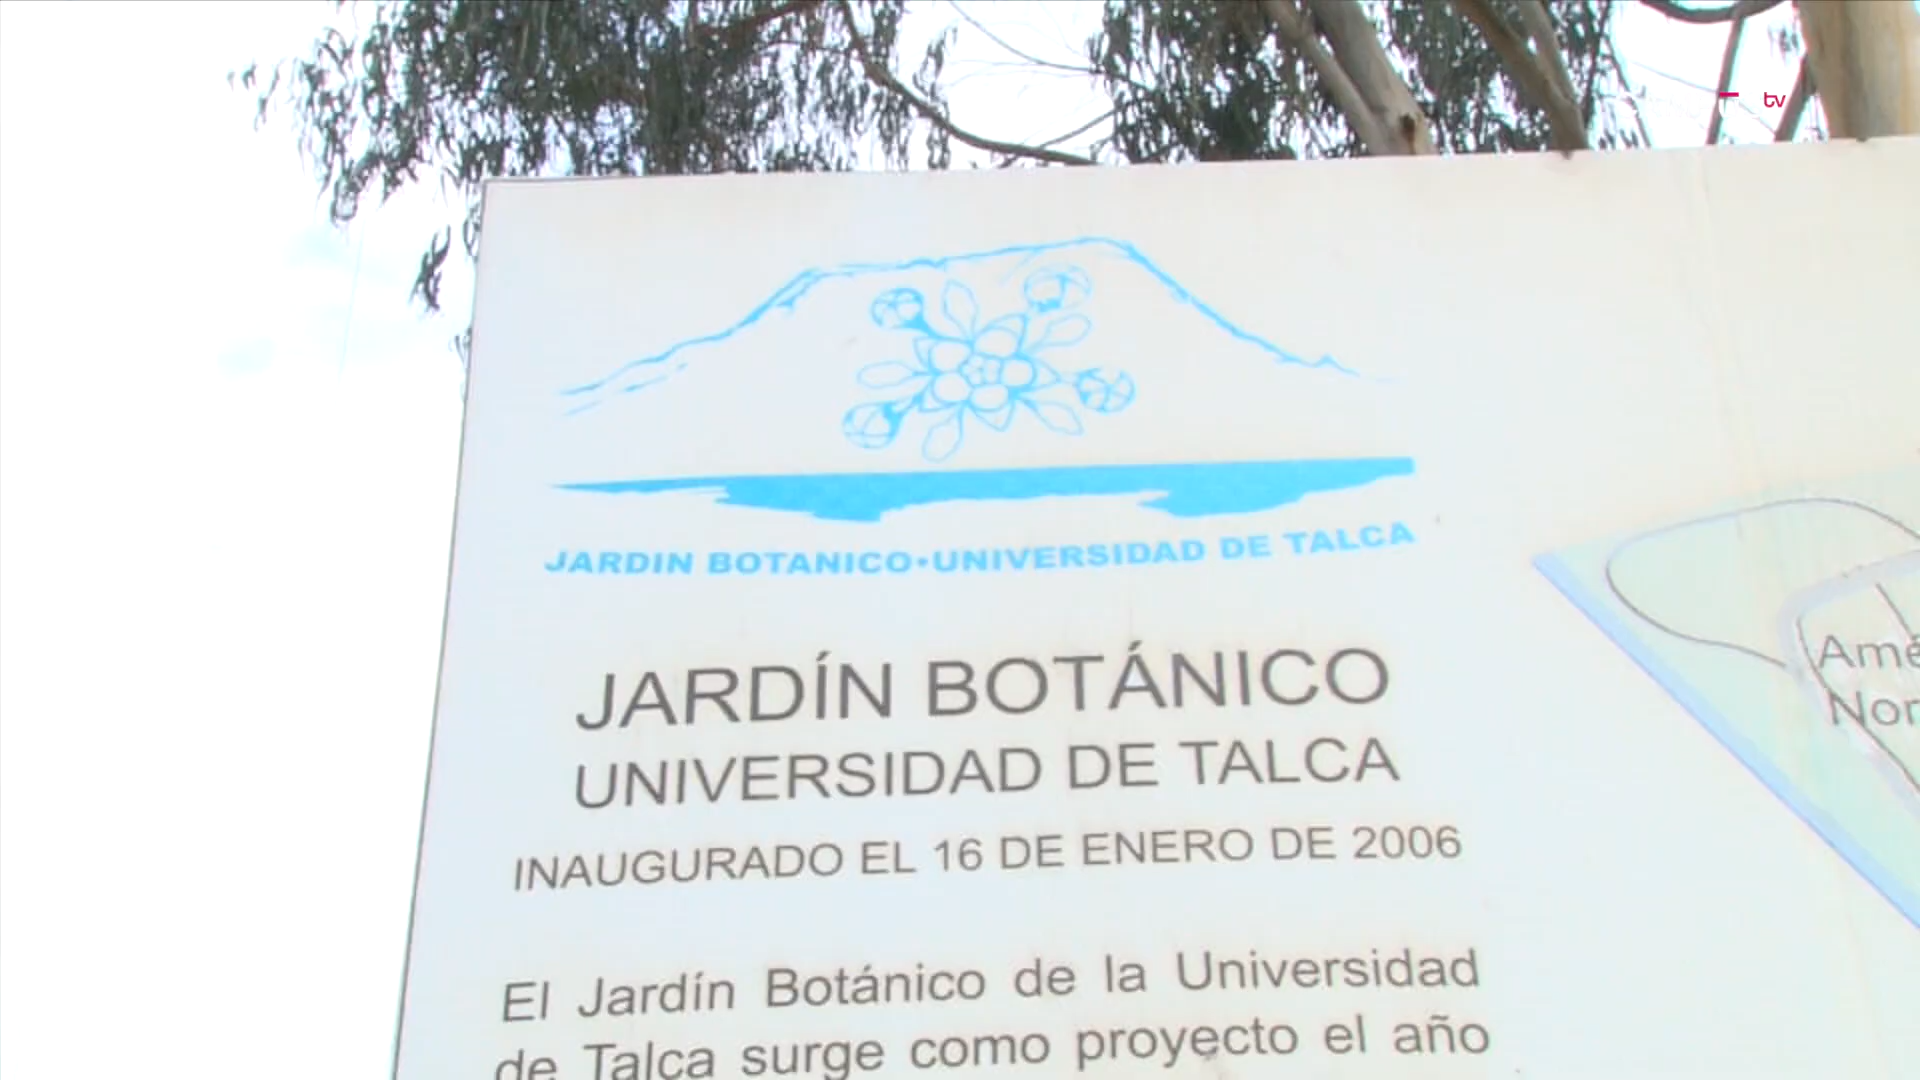 tv
JARDIN BOTANICO•UNIVERSIDAD DE TALCA
JARDÍN BOTÁNICO
UNIVERSIDAD DE TALCA
INAUGURADO EL 16 DE ENERO DE 2006
El Jardín Botánico de la Universidad
de Talca surge como proyecto el año